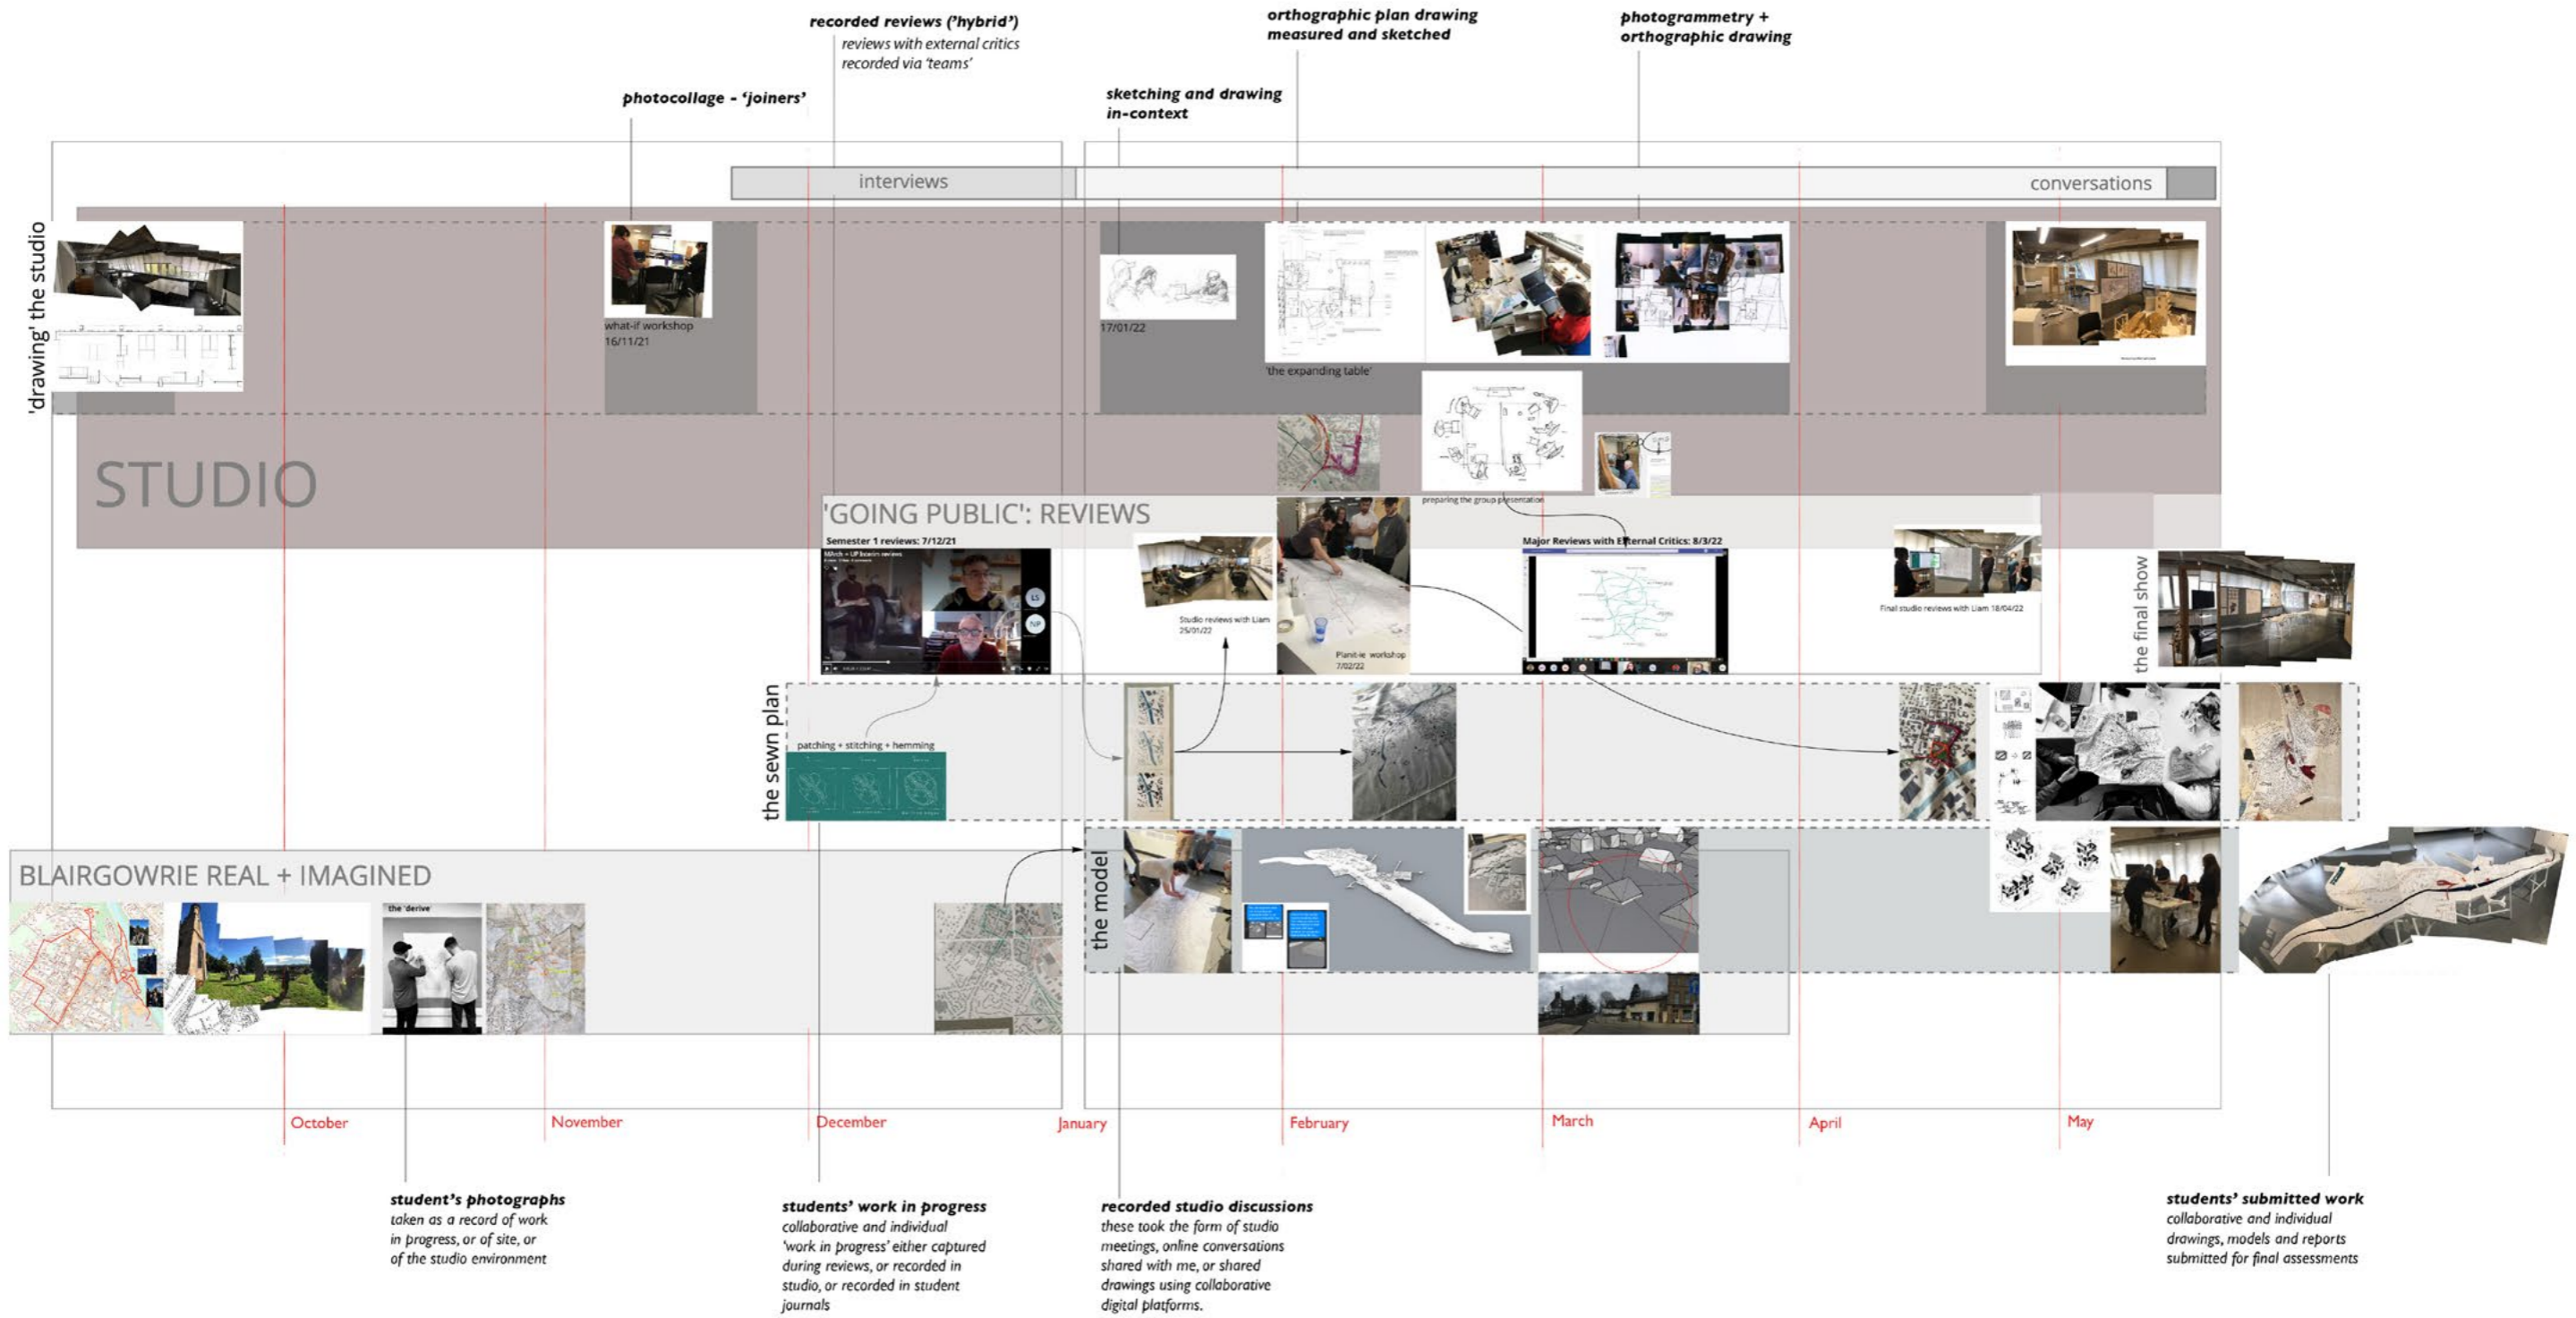 recorded reviews ('hybrid')
reviews with external critics
recorded via 'teams'
orthographic plan drawing
measured and sketched
photogrammetry +
orthographic drawing
photocollage - 'joiners'
sketching and drawing
in-context
interviews
conversations
'drawing' the studio
what-if workshop
16/11/21
17/01/22
'the expanding table'
STUDIO
preparing the group presentation
'GOING PUBLIC': REVIEWS
Semester 1 reviews: 7/12/21
MArch + UP Interim reviews
LS
Studio reviews with Liam
25/01/22
Planit-ie workshop
7/02/22
Major Reviews with External Critics: 8/3/22
Final studio reviews with Liam 18/04/22
the final show
the sewn plan
patching + stitching + hemming
BLAIRGOWRIE REAL + IMAGINED
the 'derive'
the model
October
November
December
January
February
March
April
May
student's photographs
taken as a record of work
in progress, or of site, or
of the studio environment
students' work in progress
collaborative and individual
'work in progress' either captured
during reviews, or recorded in
studio, or recorded in student
journals
recorded studio discussions
these took the form of studio
meetings, online conversations
shared with me, or shared
drawings using collaborative
digital platforms.
students' submitted work
collaborative and individual
drawings, models and reports
submitted for final assessments